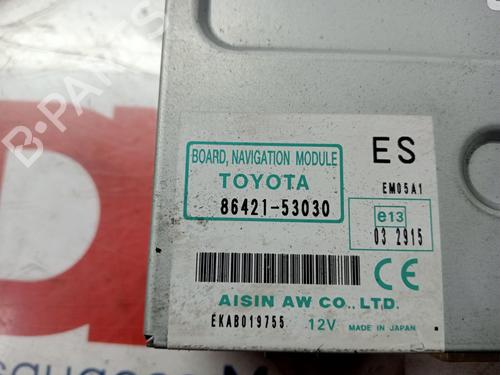 B-PARTS
BOARD, NAVIGATION MODULE
TOYOTA
86421-53030
ES
EM05A1
e13
03 2915
CE
AISIN AW CO., LTD.
EKAB019755 12V MADE IN JAPAN